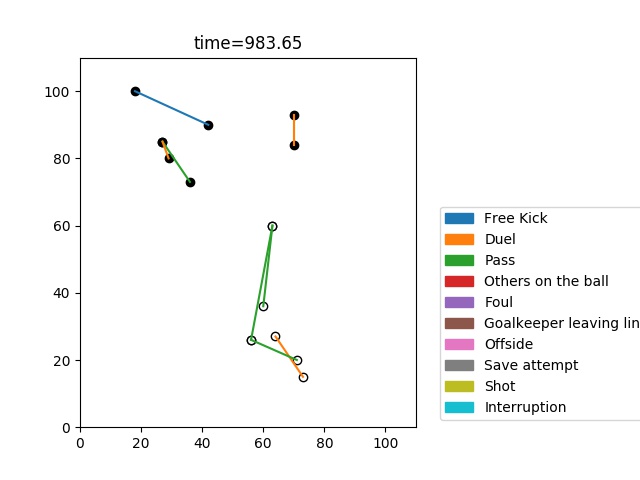 time=983.65
100
80
60
40
20
0
0 20 40 60 80 100
Free Kick
Duel
Pass
Others on the ball
Foul
Goalkeeper leaving lin
Offside
Save attempt
Shot
Interruption